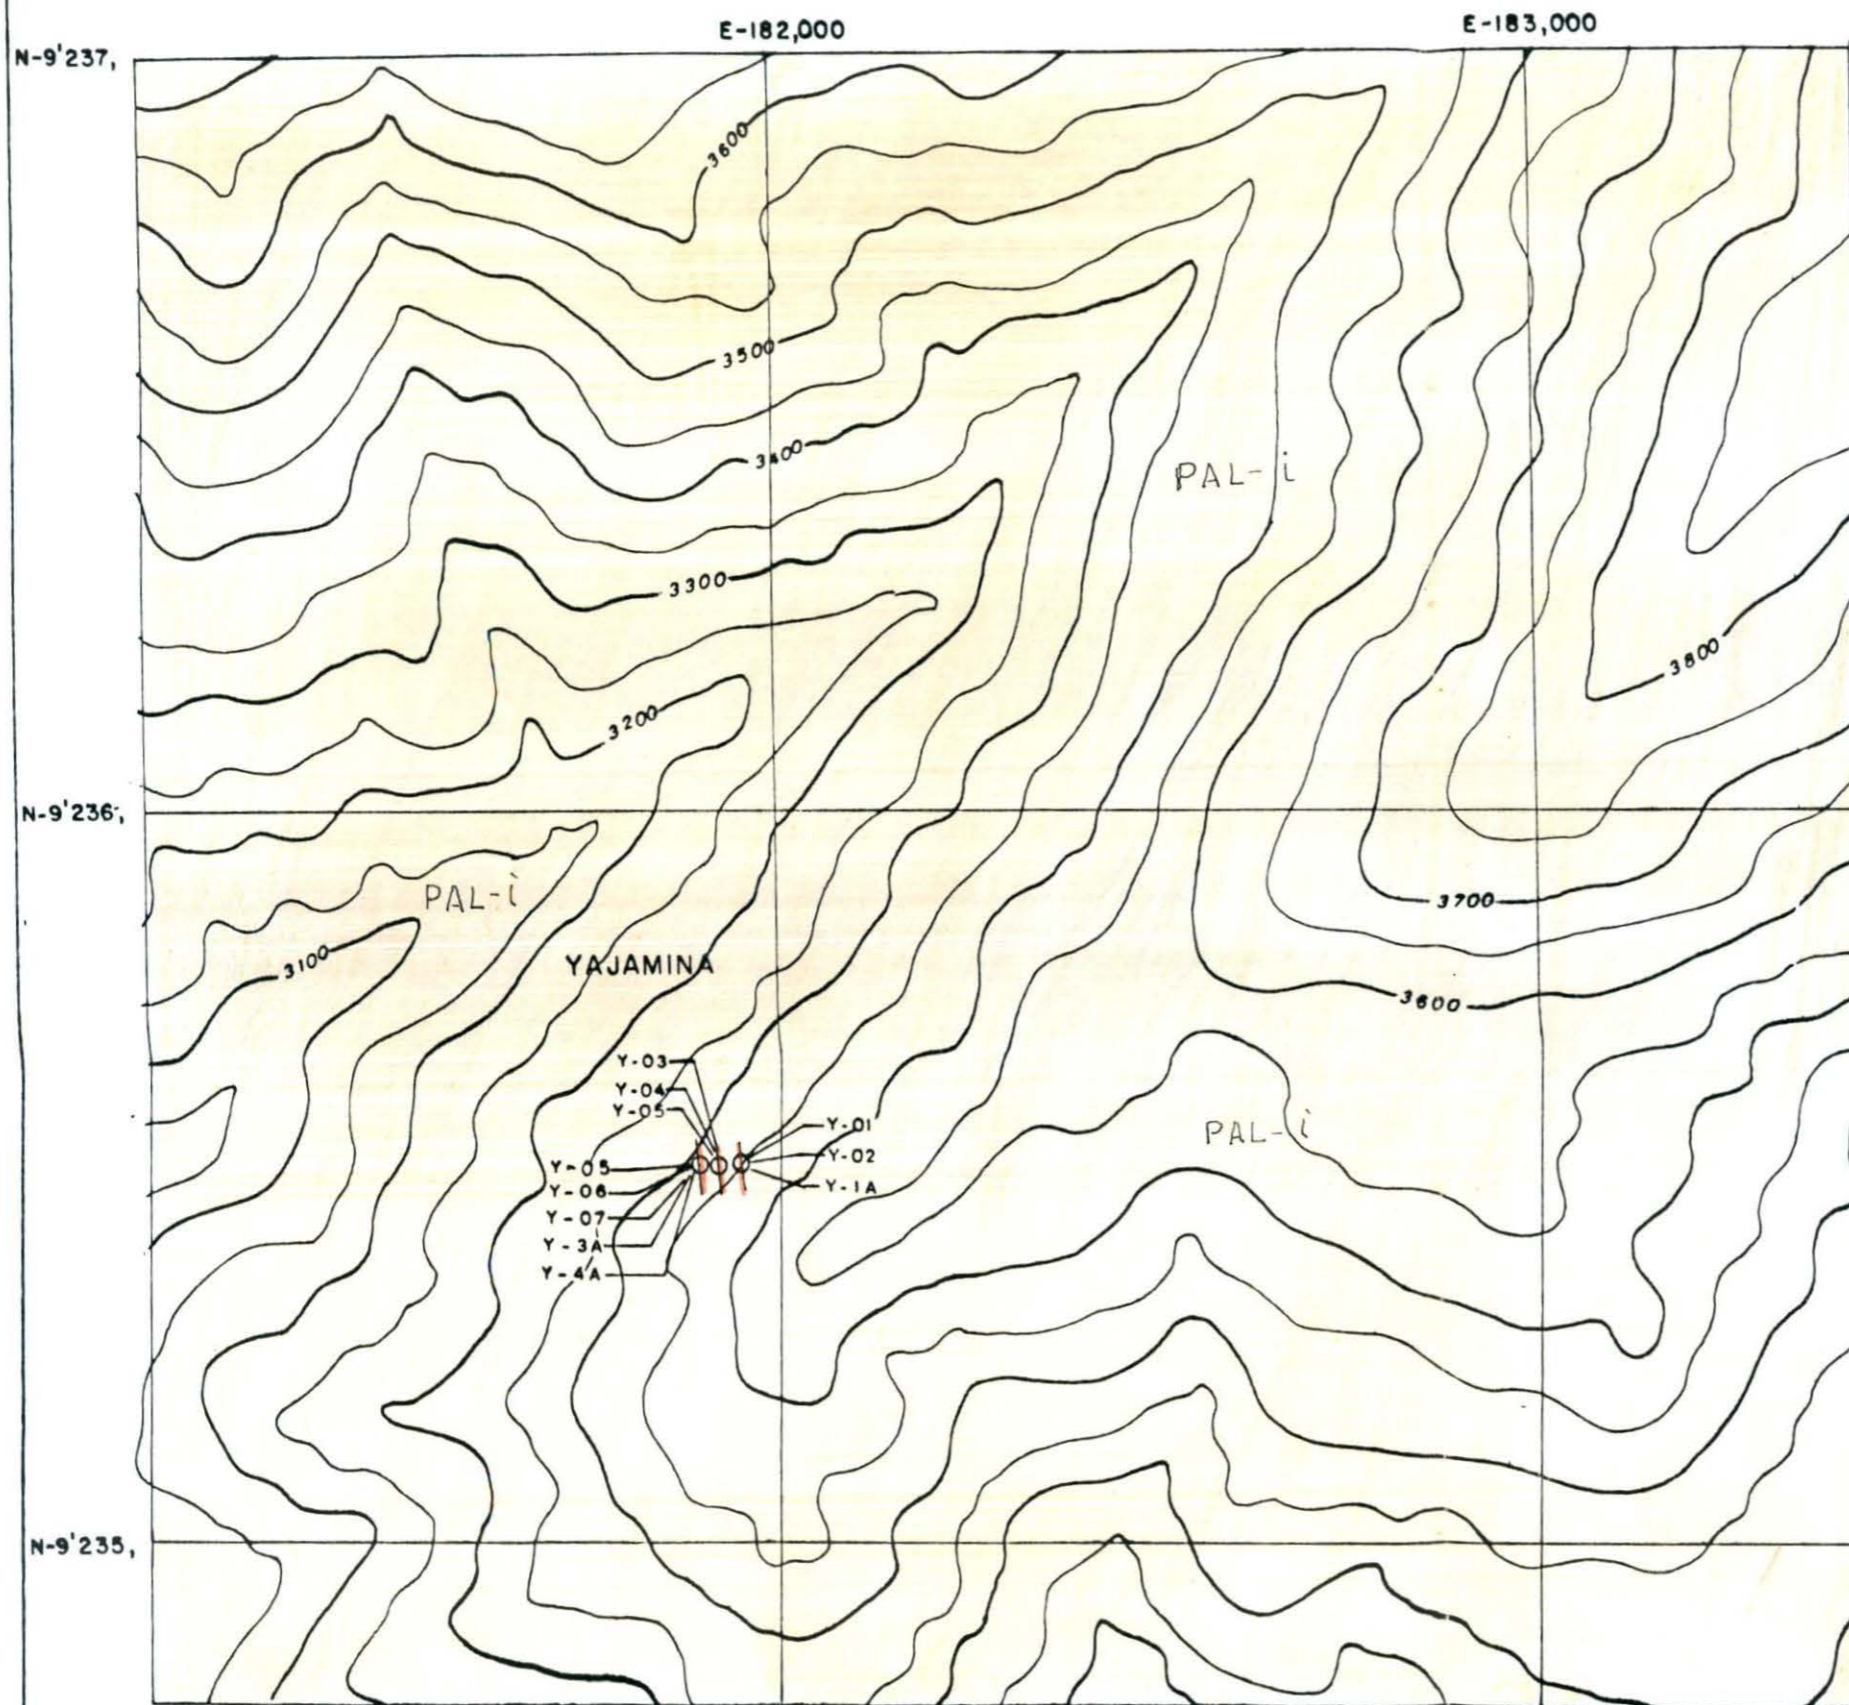 E-182,000
E-183,000
N-9'237,
3600
3500
3400
PAL-i
3300
3800
3200
N-9'236,
PAL-i
3700
3100
YAJAMINA
3600
Y-03
Y-04
Y-05
Y-01
PAL-i
Y-02
Y-05
Y-06
Y-1A
Y-07
Y-3A
Y-4A
N-9'235,